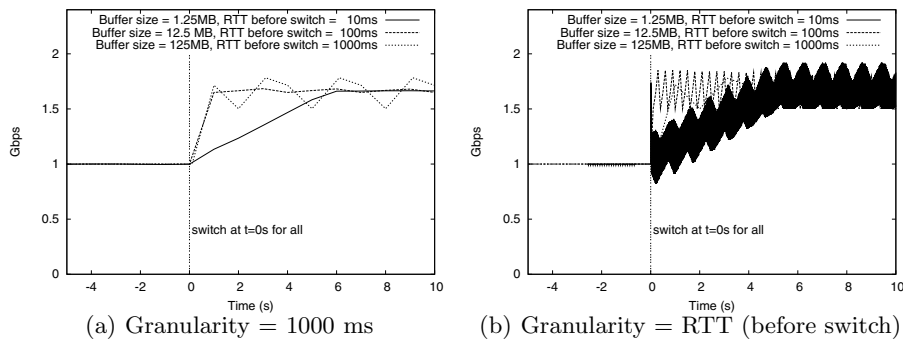 Buffer size = 1.25MB, RTT before switch = 10ms
Buffer size = 12.5 MB, RTT before switch = 100ms
Buffer size = 125MB, RTT before switch = 1000ms
2
1.5
1
0.5
0
Gbps
switch at t=0s for all
-4 -2 0 2 4 6 8 10
Time (s)
(a) Granularity = 1000 ms
Buffer size = 1.25MB, RTT before switch = 10ms
Buffer size = 12.5MB, RTT before switch = 100ms
Buffer size = 125MB, RTT before switch = 1000ms
2
1.5
1
0.5
0
Gbps
switch at t=0s for all
-4 -2 0 2 4 6 8 10
Time (s)
(b) Granularity = RTT (before switch)